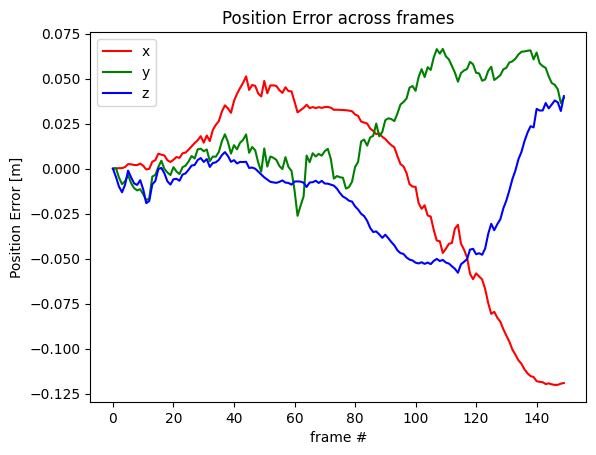 Position Error across frames
x
y
z
Position Error [m]
0.075
0.050
0.025
0.000
−0.025
−0.050
−0.075
−0.100
−0.125
0 20 40 60 80 100 120 140
frame #